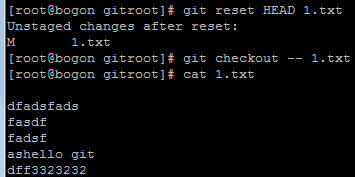 [root@bogon gitroot]# git reset HEAD 1.txt
Unstaged changes after reset:
M       1.txt
[root@bogon gitroot]# git checkout -- 1.txt
[root@bogon gitroot]# cat 1.txt
dfadsfads
fasdf
fadsf
ashello git
dff3323232